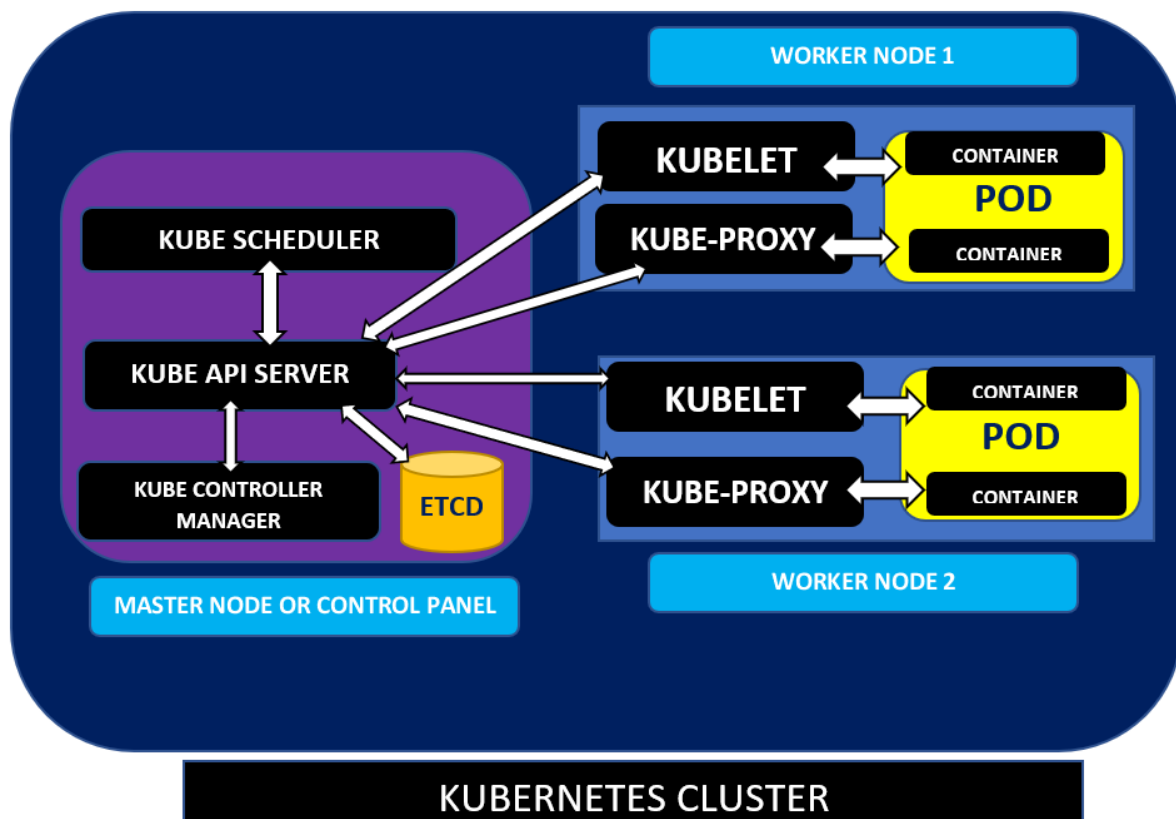 WORKER NODE 1
KUBELET
CONTAINER
POD
KUBE-PROXY
CONTAINER
KUBE SCHEDULER
KUBE API SERVER
KUBE CONTROLLER
MANAGER
ETCD
MASTER NODE OR CONTROL PANEL
KUBELET
CONTAINER
POD
KUBE-PROXY
CONTAINER
WORKER NODE 2
KUBERNETES CLUSTER